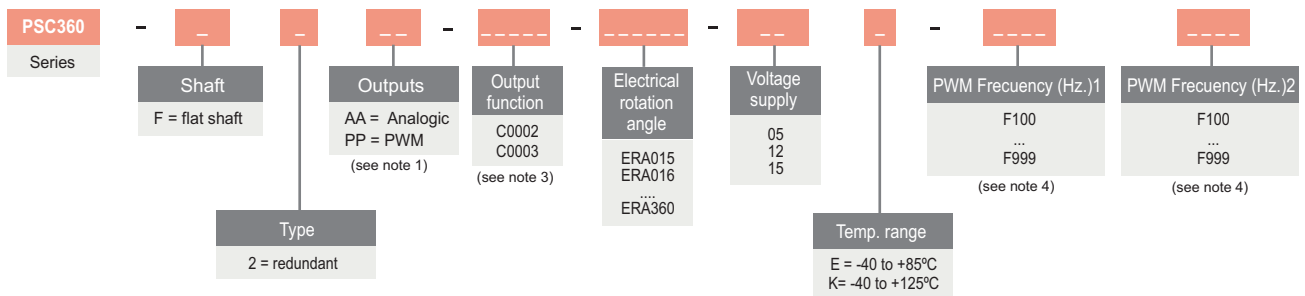 PSC360 - _ _ _ _ - _ _ _ _ _ - _ _ _ _ _ _ - _ _ _ - _ _ _ _ _ _ _ _
Series
Shaft
F = flat shaft
Type
2 = redundant
Outputs
AA = Analogic
PP = PWM
(see note 1)
Output
function
C0002
C0003
(see note 3)
Electrical
rotation
angle
ERA015
ERA016
....
ERA360
Voltage
supply
05
12
15
Temp. range
E = -40 to +85ºC
K= -40 to +125ºC
PWM Frecuency (Hz.)1
F100
...
F999
(see note 4)
PWM Frecuency (Hz.)2
F100
...
F999
(see note 4)